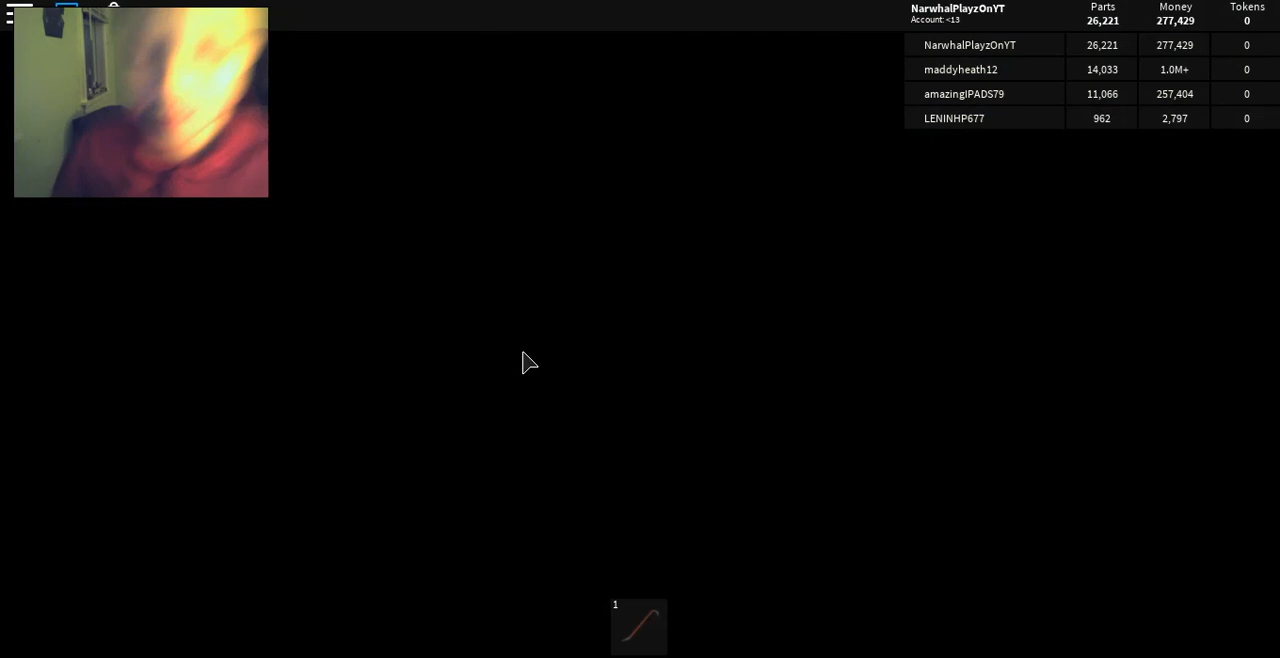 NarwhalPlayzOnYT Parts Money Tokens
Account: <13 26,221 277,429 0
NarwhalPlayzOnYT 26,221 277,429 0
maddyheath12 14,033 1.0M+ 0
amazingIPADS79 11,066 257,404 0
LENINHP677 962 2,797 0
1